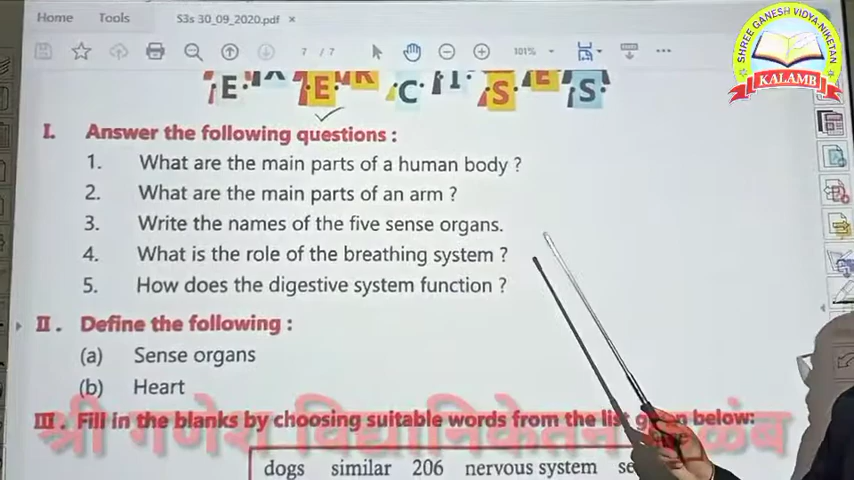 Home Tools S3s 30_09_2020.pdf ×
7 / 7 101%
E C I S E S
I. Answer the following questions :
1. What are the main parts of a human body ?
2. What are the main parts of an arm ?
3. Write the names of the five sense organs.
4. What is the role of the breathing system ?
5. How does the digestive system function ?
II. Define the following :
(a) Sense organs
(b) Heart
III. Fill in the blanks by choosing suitable words from the list given below:
श्री गणेश विद्यानिकेतन कळंब
dogs similar 206 nervous system se
SHREE GANESH VIDYA-NIKETAN
KALAMB